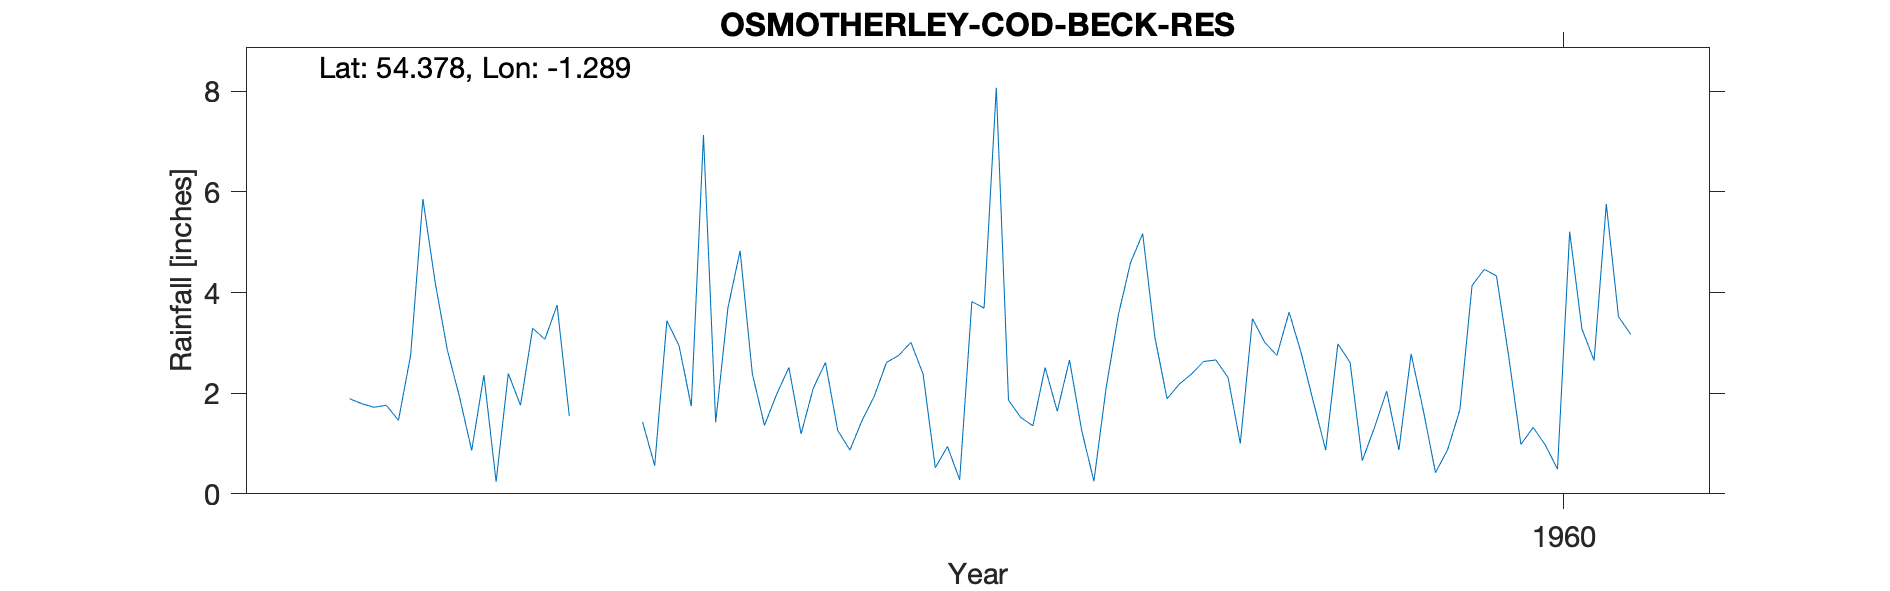 OSMOTHERLEY-COD-BECK-RES
Lat: 54.378, Lon: -1.289
8
6
4
2
0
Rainfall [inches]
1960
Year